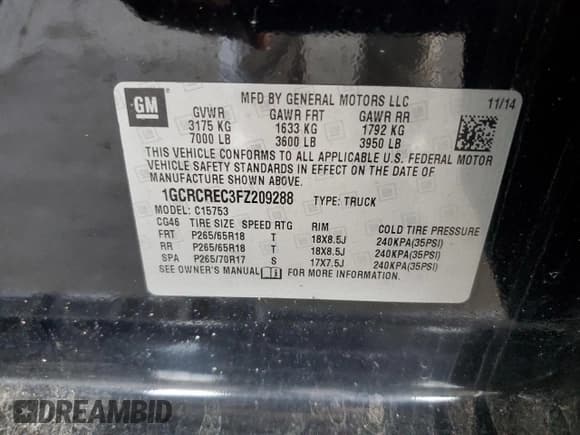 GM
MFD BY GENERAL MOTORS LLC
11/14
GVWR GAWR FRT GAWR RR
3175 KG 1633 KG 1792 KG
7000 LB 3600 LB 3950 LB
THIS VEHICLE CONFORMS TO ALL APPLICABLE U.S. FEDERAL MOTOR
VEHICLE SAFETY STANDARDS IN EFFECT ON THE DATE OF
MANUFACTURE SHOWN ABOVE.
1GCRCREC3FZ209288 TYPE: TRUCK
MODEL: C15753
CG46 TIRE SIZE SPEED RTG RIM COLD TIRE PRESSURE
FRT P265/65R18 T 18X8.5J 240KPA(35PSI)
RR P265/65R18 T 18X8.5J 240KPA(35PSI)
SPA P265/70R17 S 17X7.5J 240KPA(35PSI)
SEE OWNER'S MANUAL FOR MORE INFORMATION.
DREAMBID